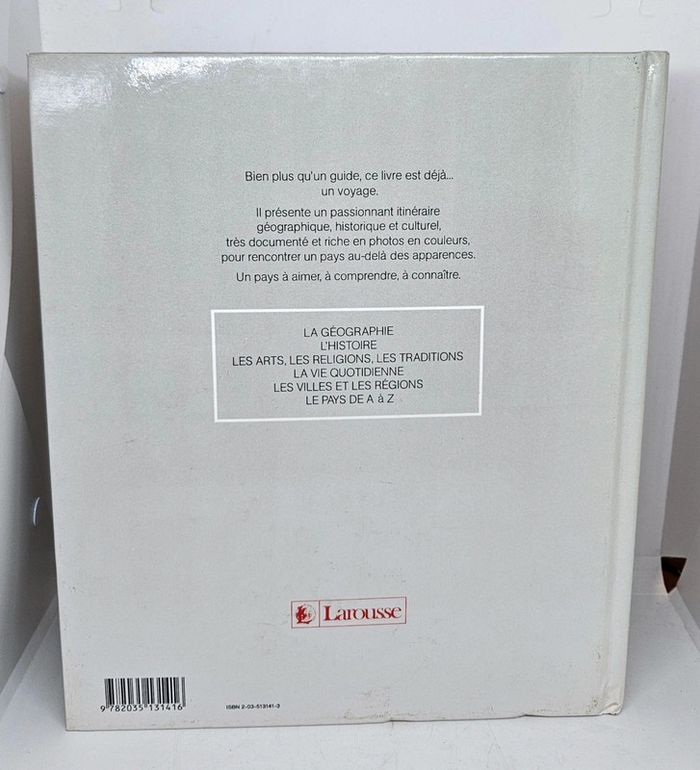 Bien plus qu'un guide, ce livre est déjà...
un voyage.
Il présente un passionnant itinéraire
géographique, historique et culturel,
très documenté et riche en photos en couleurs,
pour rencontrer un pays au-delà des apparences.
Un pays à aimer, à comprendre, à connaître.
LA GÉOGRAPHIE
L'HISTOIRE
LES ARTS, LES RELIGIONS, LES TRADITIONS
LA VIE QUOTIDIENNE
LES VILLES ET LES RÉGIONS
LE PAYS DE A à Z
Larousse
9 782035 131416
ISBN 2-03-513141-3